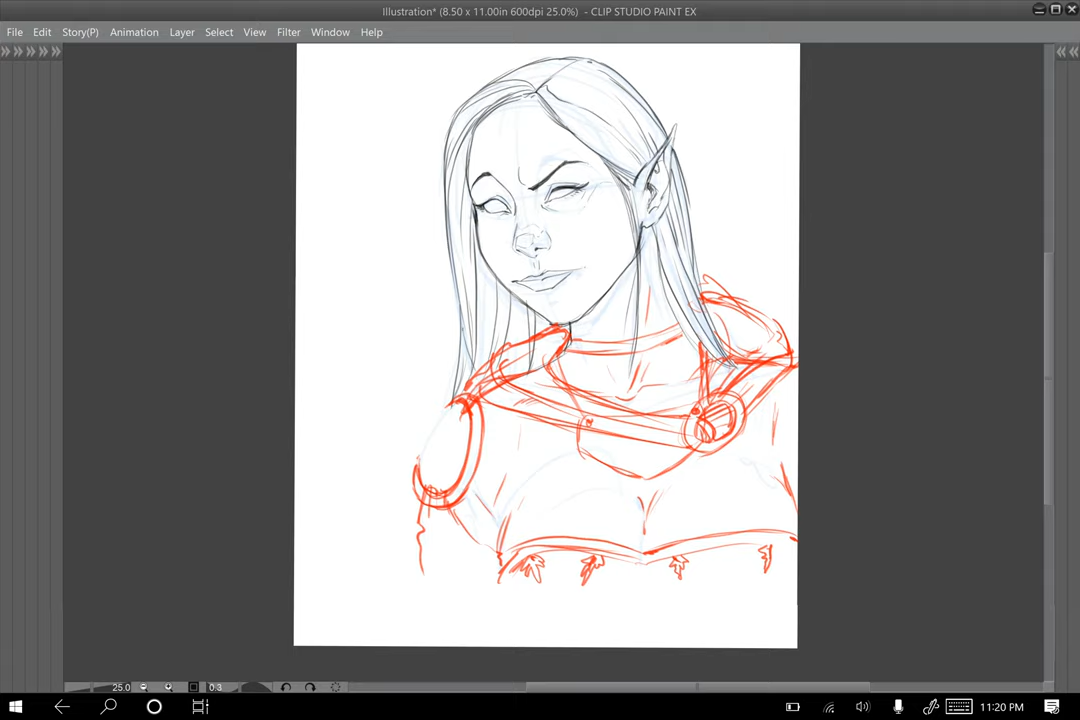 Illustration* (8.50 x 11.00in 600dpi 25.0%) - CLIP STUDIO PAINT EX
File Edit Story(P) Animation Layer Select View Filter Window Help
25.0 0.3
11:20 PM